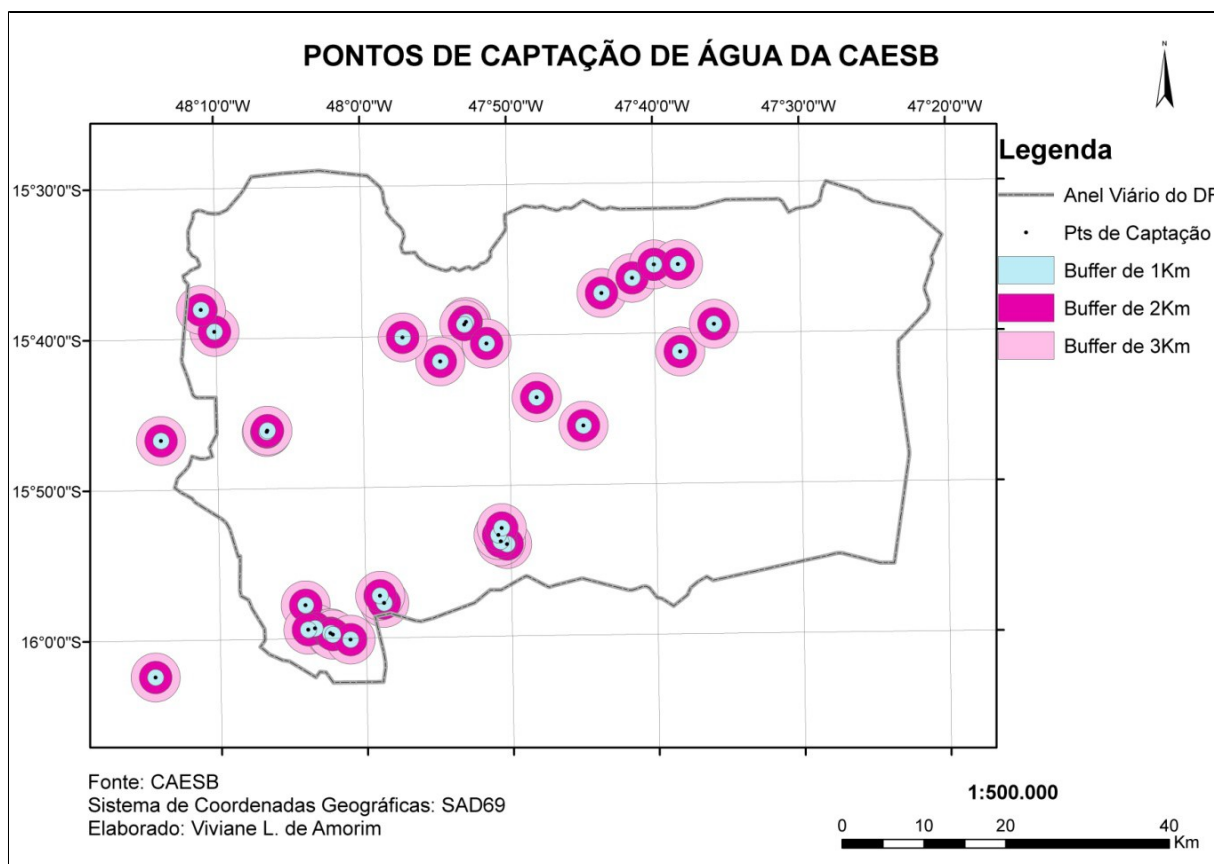 PONTOS DE CAPTAÇÃO DE ÁGUA DA CAESB
N
48°10'0"W 48°0'0"W 47°50'0"W 47°40'0"W 47°30'0"W 47°20'0"W
15°30'0"S
15°40'0"S
15°50'0"S
16°0'0"S
Legenda
Anel Viário do DF
Pts de Captação
Buffer de 1Km
Buffer de 2Km
Buffer de 3Km
Fonte: CAESB
Sistema de Coordenadas Geográficas: SAD69
Elaborado: Viviane L. de Amorim
1:500.000
0 10 20 40
Km